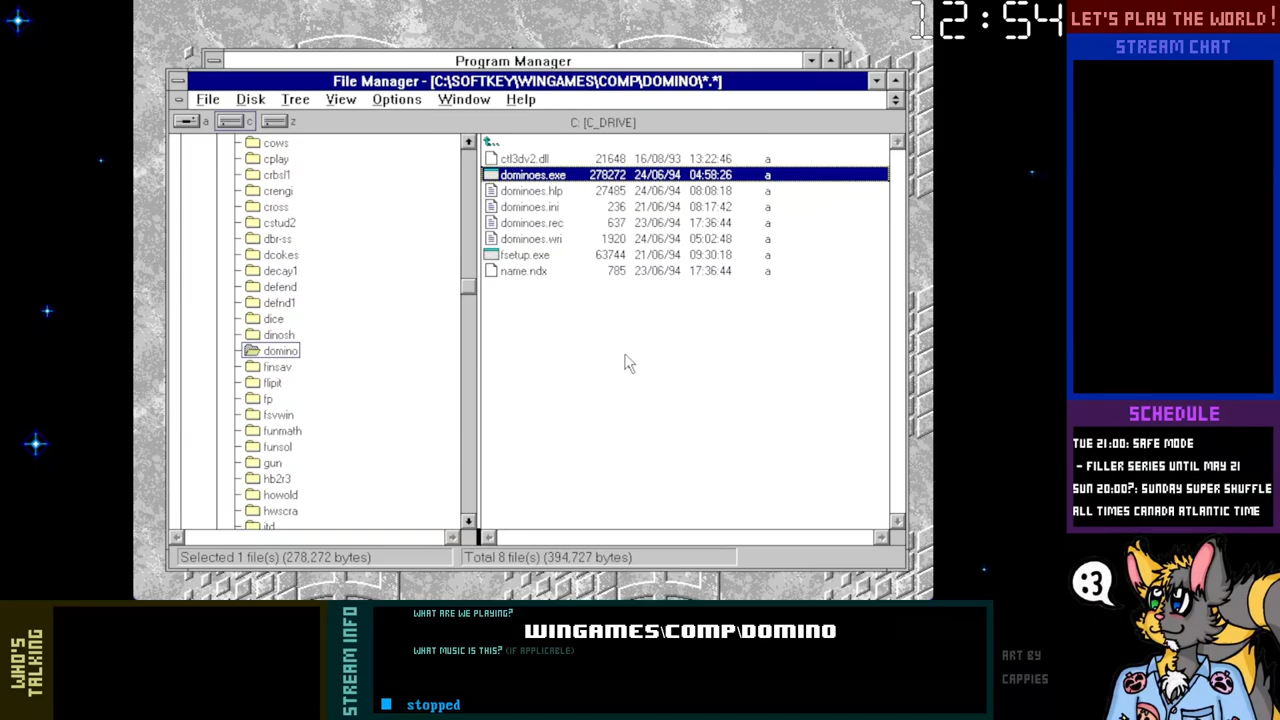 12:54
LET'S PLAY THE WORLD!
STREAM CHAT
Program Manager
File Manager - [C:\SOFTKEY\WINGAMES\COMP\DOMINO\*.*]
File Disk Tree View Options Window Help
a c z C: [C_DRIVE]
cows
cplay
crbsl1
crengi
cross
cstud2
dbr-ss
dcokes
decay1
defend
defnd1
dice
dinosh
domino
finsav
flipit
fp
fsvwin
funmath
funsol
gun
hb2r3
howold
hwscra
itd
..
ctl3dv2.dll 21648 16/08/93 13:22:46 a
dominoes.exe 278272 24/06/94 04:58:26 a
dominoes.hlp 27485 24/06/94 08:08:18 a
dominoes.ini 236 21/06/94 08:17:42 a
dominoes.rec 637 23/06/94 17:36:44 a
dominoes.wri 1920 24/06/94 05:02:48 a
fsetup.exe 63744 21/06/94 09:30:18 a
name.ndx 785 23/06/94 17:36:44 a
Selected 1 file(s) (278,272 bytes) Total 8 file(s) (394,727 bytes)
SCHEDULE
TUE 21:00: SAFE MODE
- FILLER SERIES UNTIL MAY 21
SUN 20:00?: SUNDAY SUPER SHUFFLE
ALL TIMES CANADA ATLANTIC TIME
:3
WHO'S TALKING
STREAM INFO
WHAT ARE WE PLAYING?
WINGAMES\COMP\DOMINO
WHAT MUSIC IS THIS? (IF APPLICABLE)
stopped
ART BY
CAPPIES